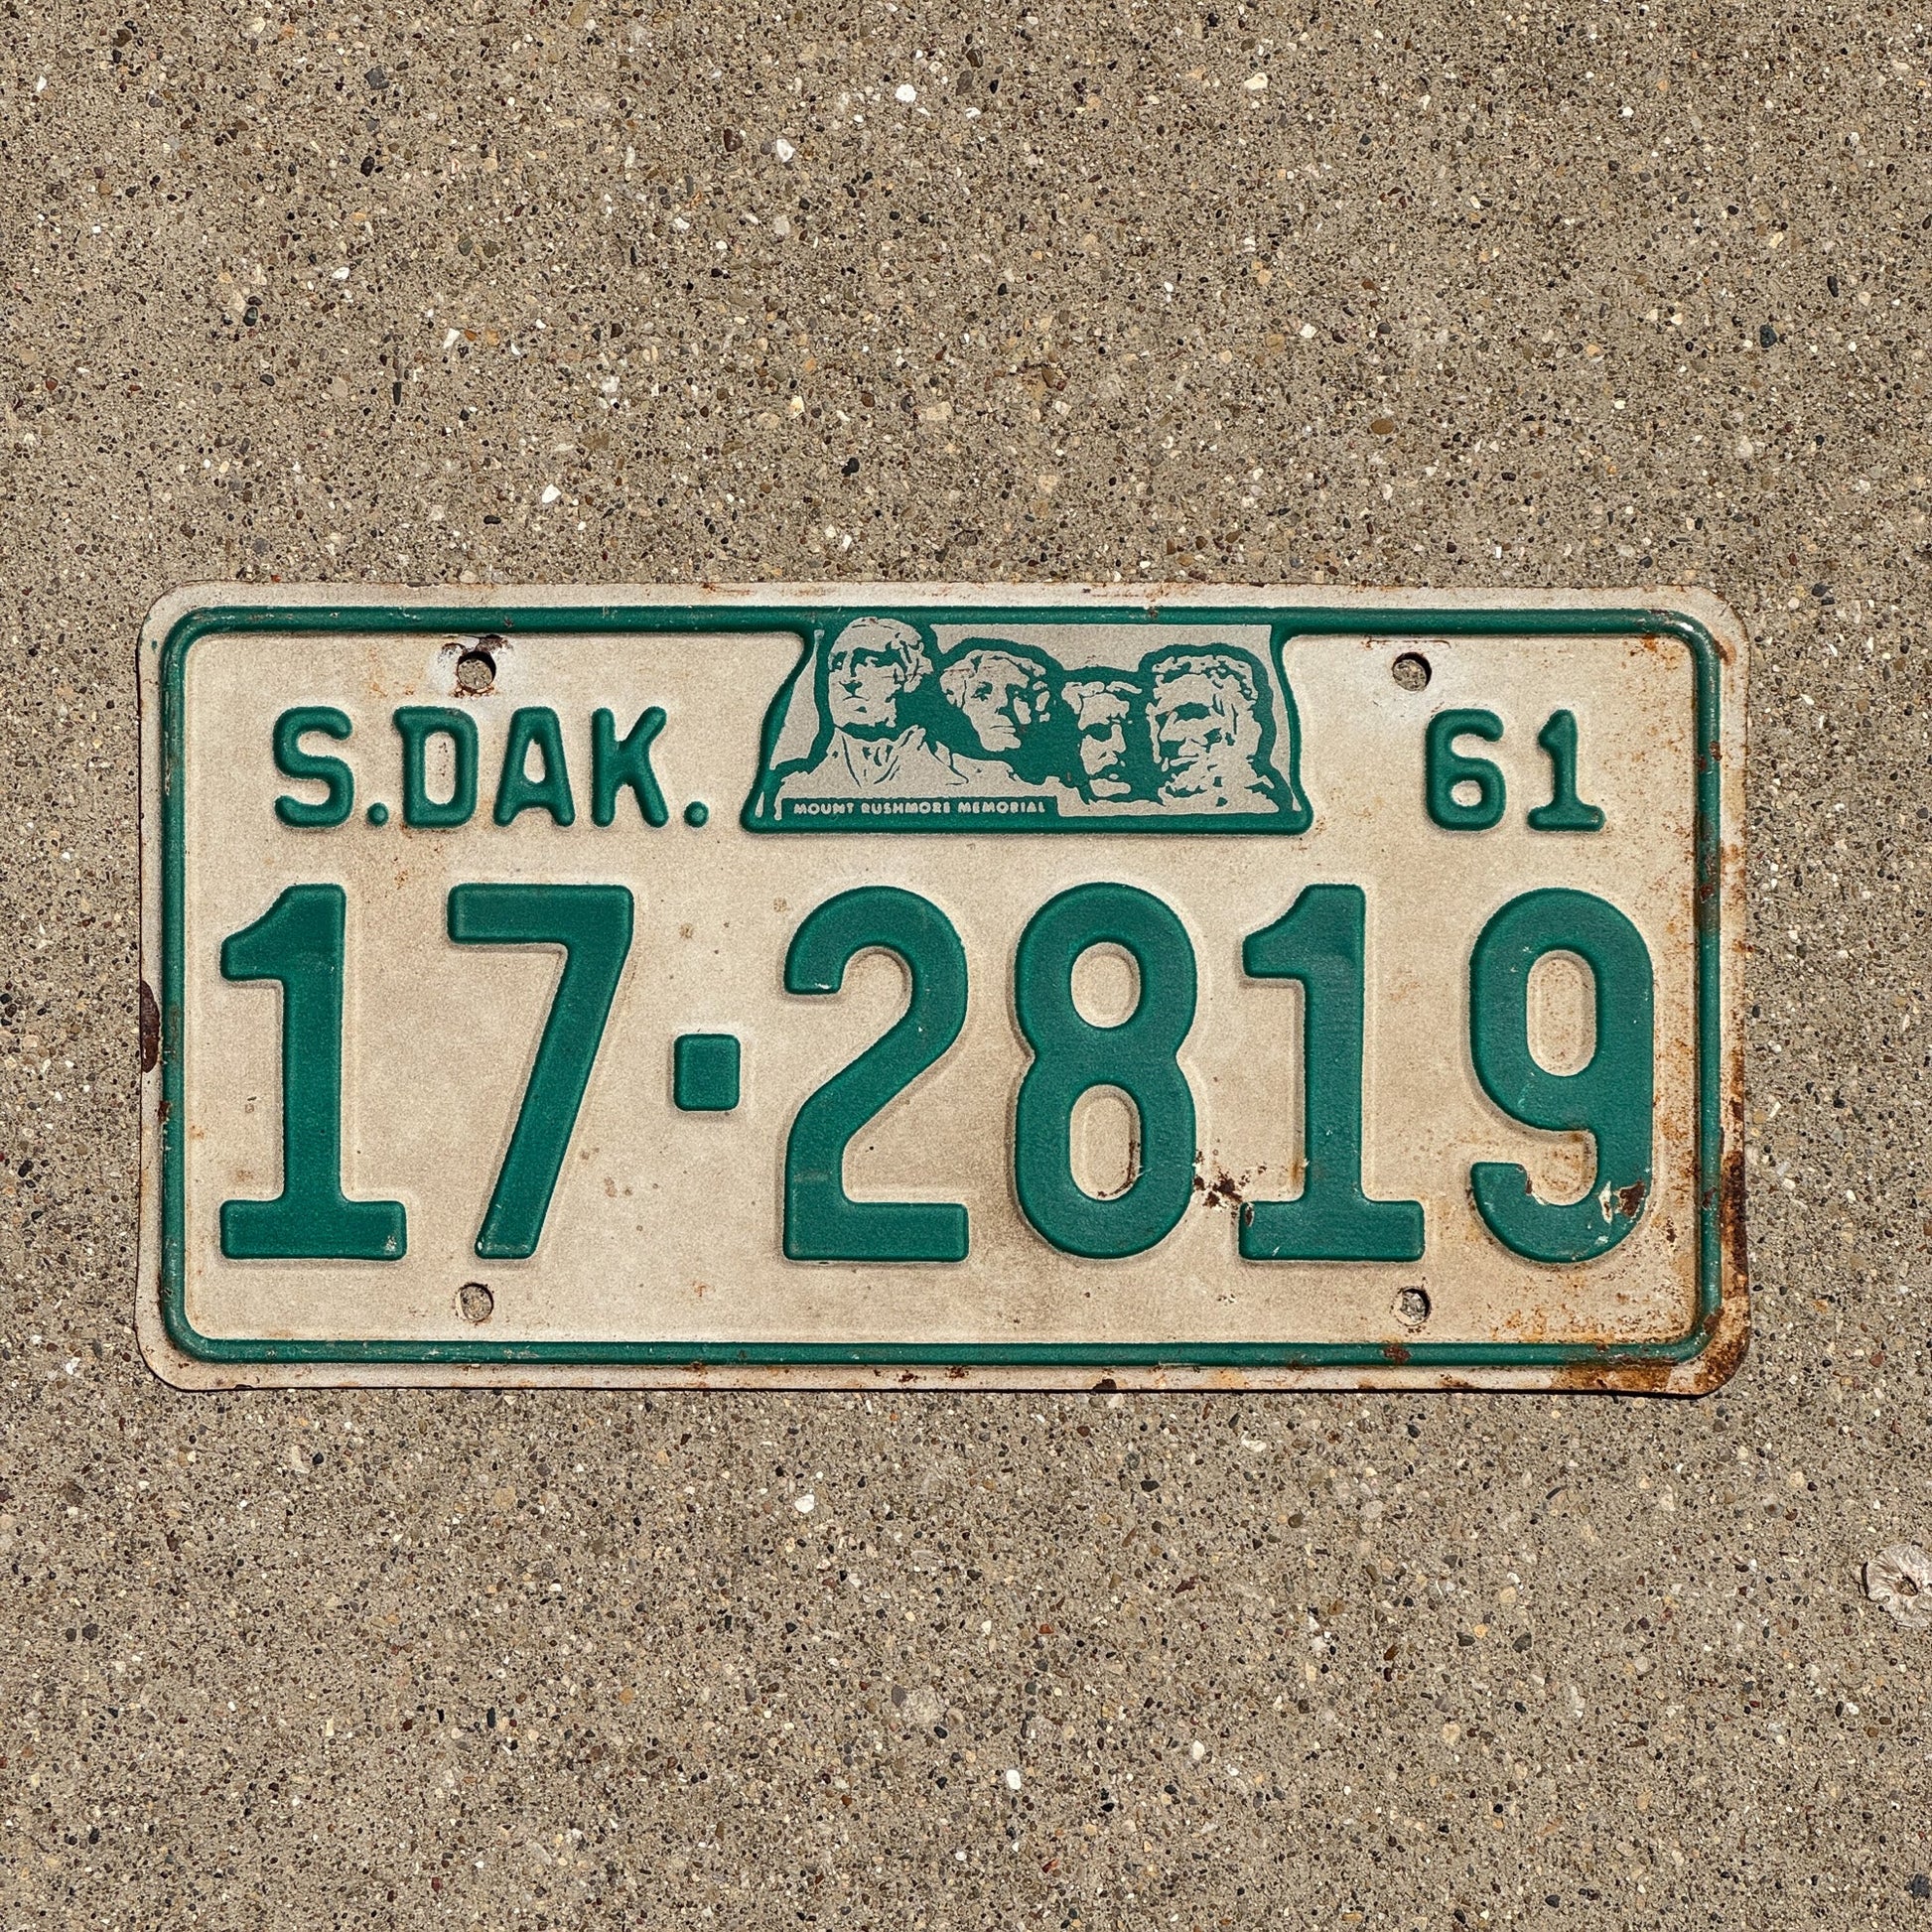 S.DAK.
MOUNT RUSHMORE MEMORIAL
61
17·2819